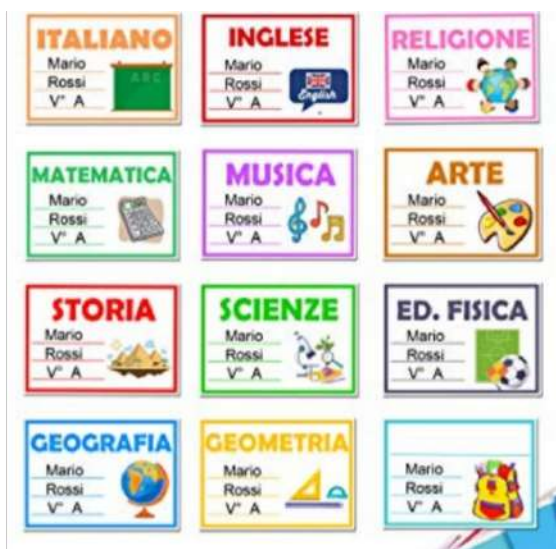 ITALIANO
Mario
Rossi
V° A
ABC
INGLESE
Mario
Rossi
V° A
English
RELIGIONE
Mario
Rossi
V° A
MATEMATICA
Mario
Rossi
V° A
MUSICA
Mario
Rossi
V° A
ARTE
Mario
Rossi
V° A
STORIA
Mario
Rossi
V° A
SCIENZE
Mario
Rossi
V° A
ED. FISICA
Mario
Rossi
V° A
GEOGRAFIA
Mario
Rossi
V° A
GEOMETRIA
Mario
Rossi
V° A
Mario
Rossi
V° A